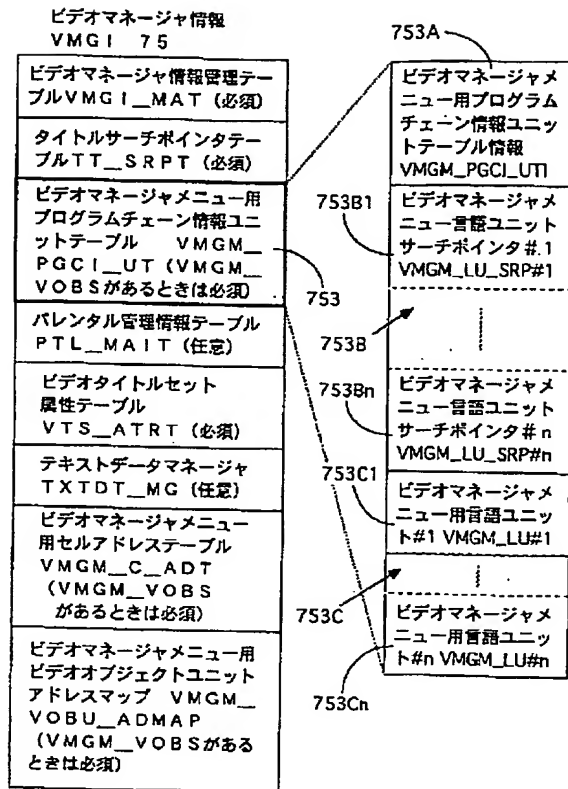 ビデオマネージャ情報
VMGI 75
ビデオマネージャ情報管理テー
ブルVMGI__MAT (必須)
タイトルサーチポインタテー
ブルTT__SRPT (必須)
ビデオマネージャメニュー用
プログラムチェーン情報ユニ
ットテーブル VMGM__
PGCI__UT (VMGM__
VOBSがあるときは必須)
パレンタル管理情報テーブル
PTL__MAIT (任意)
ビデオタイトルセット
属性テーブル
VTS__ATRT (必須)
テキストデータマネージャ
TXTDT__MG (任意)
ビデオマネージャメニュー
用セルアドレステーブル
VMGM__C__ADT
(VMGM__VOBS
があるときは必須)
ビデオマネージャメニュー用
ビデオオブジェクトユニット
アドレスマップ VMGM__
VOBU__ADMAP
(VMGM__VOBSがある
ときは必須)
753
753A
ビデオマネージャメ
ニュー用プログラム
チェーン情報ユニッ
トテーブル情報
VMGM_PGCI_UTI
753B1
ビデオマネージャメ
ニュー言語ユニット
サーチポインタ#.1
VMGM_LU_SRP#1
753B
753Bn
ビデオマネージャメ
ニュー言語ユニット
サーチポインタ#n
VMGM_LU_SRP#n
753C1
ビデオマネージャメ
ニュー用言語ユニッ
ト#1 VMGM_LU#1
753C
ビデオマネージャメ
ニュー用言語ユニッ
ト#n VMGM_LU#n
753Cn